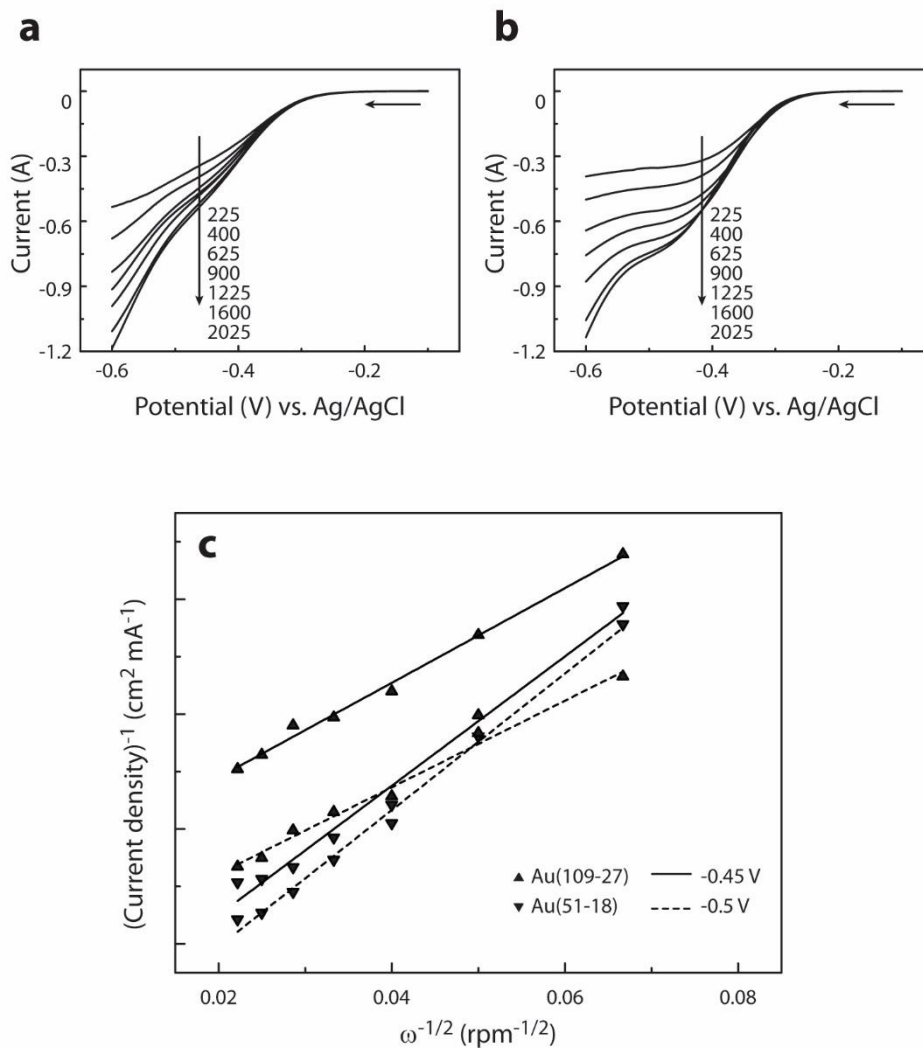 a
0
-0.3
-0.6
-0.9
-1.2
Current (A)
225
400
625
900
1225
1600
2025
-0.6
-0.4
-0.2
Potential (V) vs. Ag/AgCl
b
0
-0.3
-0.6
-0.9
-1.2
Current (A)
225
400
625
900
1225
1600
2025
-0.6
-0.4
-0.2
Potential (V) vs. Ag/AgCl
c
(Current density)⁻¹ (cm² mA⁻¹)
Au(109-27)
-0.45 V
Au(51-18)
-0.5 V
0.02
0.04
0.06
0.08
ω⁻¹/² (rpm⁻¹/²)